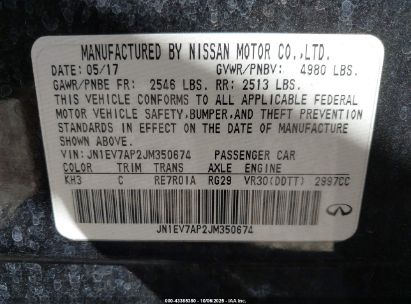 MANUFACTURED BY NISSAN MOTOR CO.,LTD.
DATE: 05/17 GVWR/PNBV: 4980 LBS.
GAWR/PNBE FR: 2546 LBS. RR: 2513 LBS.
THIS VEHICLE CONFORMS TO ALL APPLICABLE FEDERAL
MOTOR VEHICLE SAFETY,BUMPER,AND THEFT PREVENTION
STANDARDS IN EFFECT ON THE DATE OF MANUFACTURE
SHOWN ABOVE.
VIN: JN1EV7AP2JM350674 PASSENGER CAR
COLOR TRIM TRANS AXLE ENGINE
KH3 C RE7R01A RG29 VR30(DDTT) 2997CC
JN1EV7AP2JM350674
INFINITI